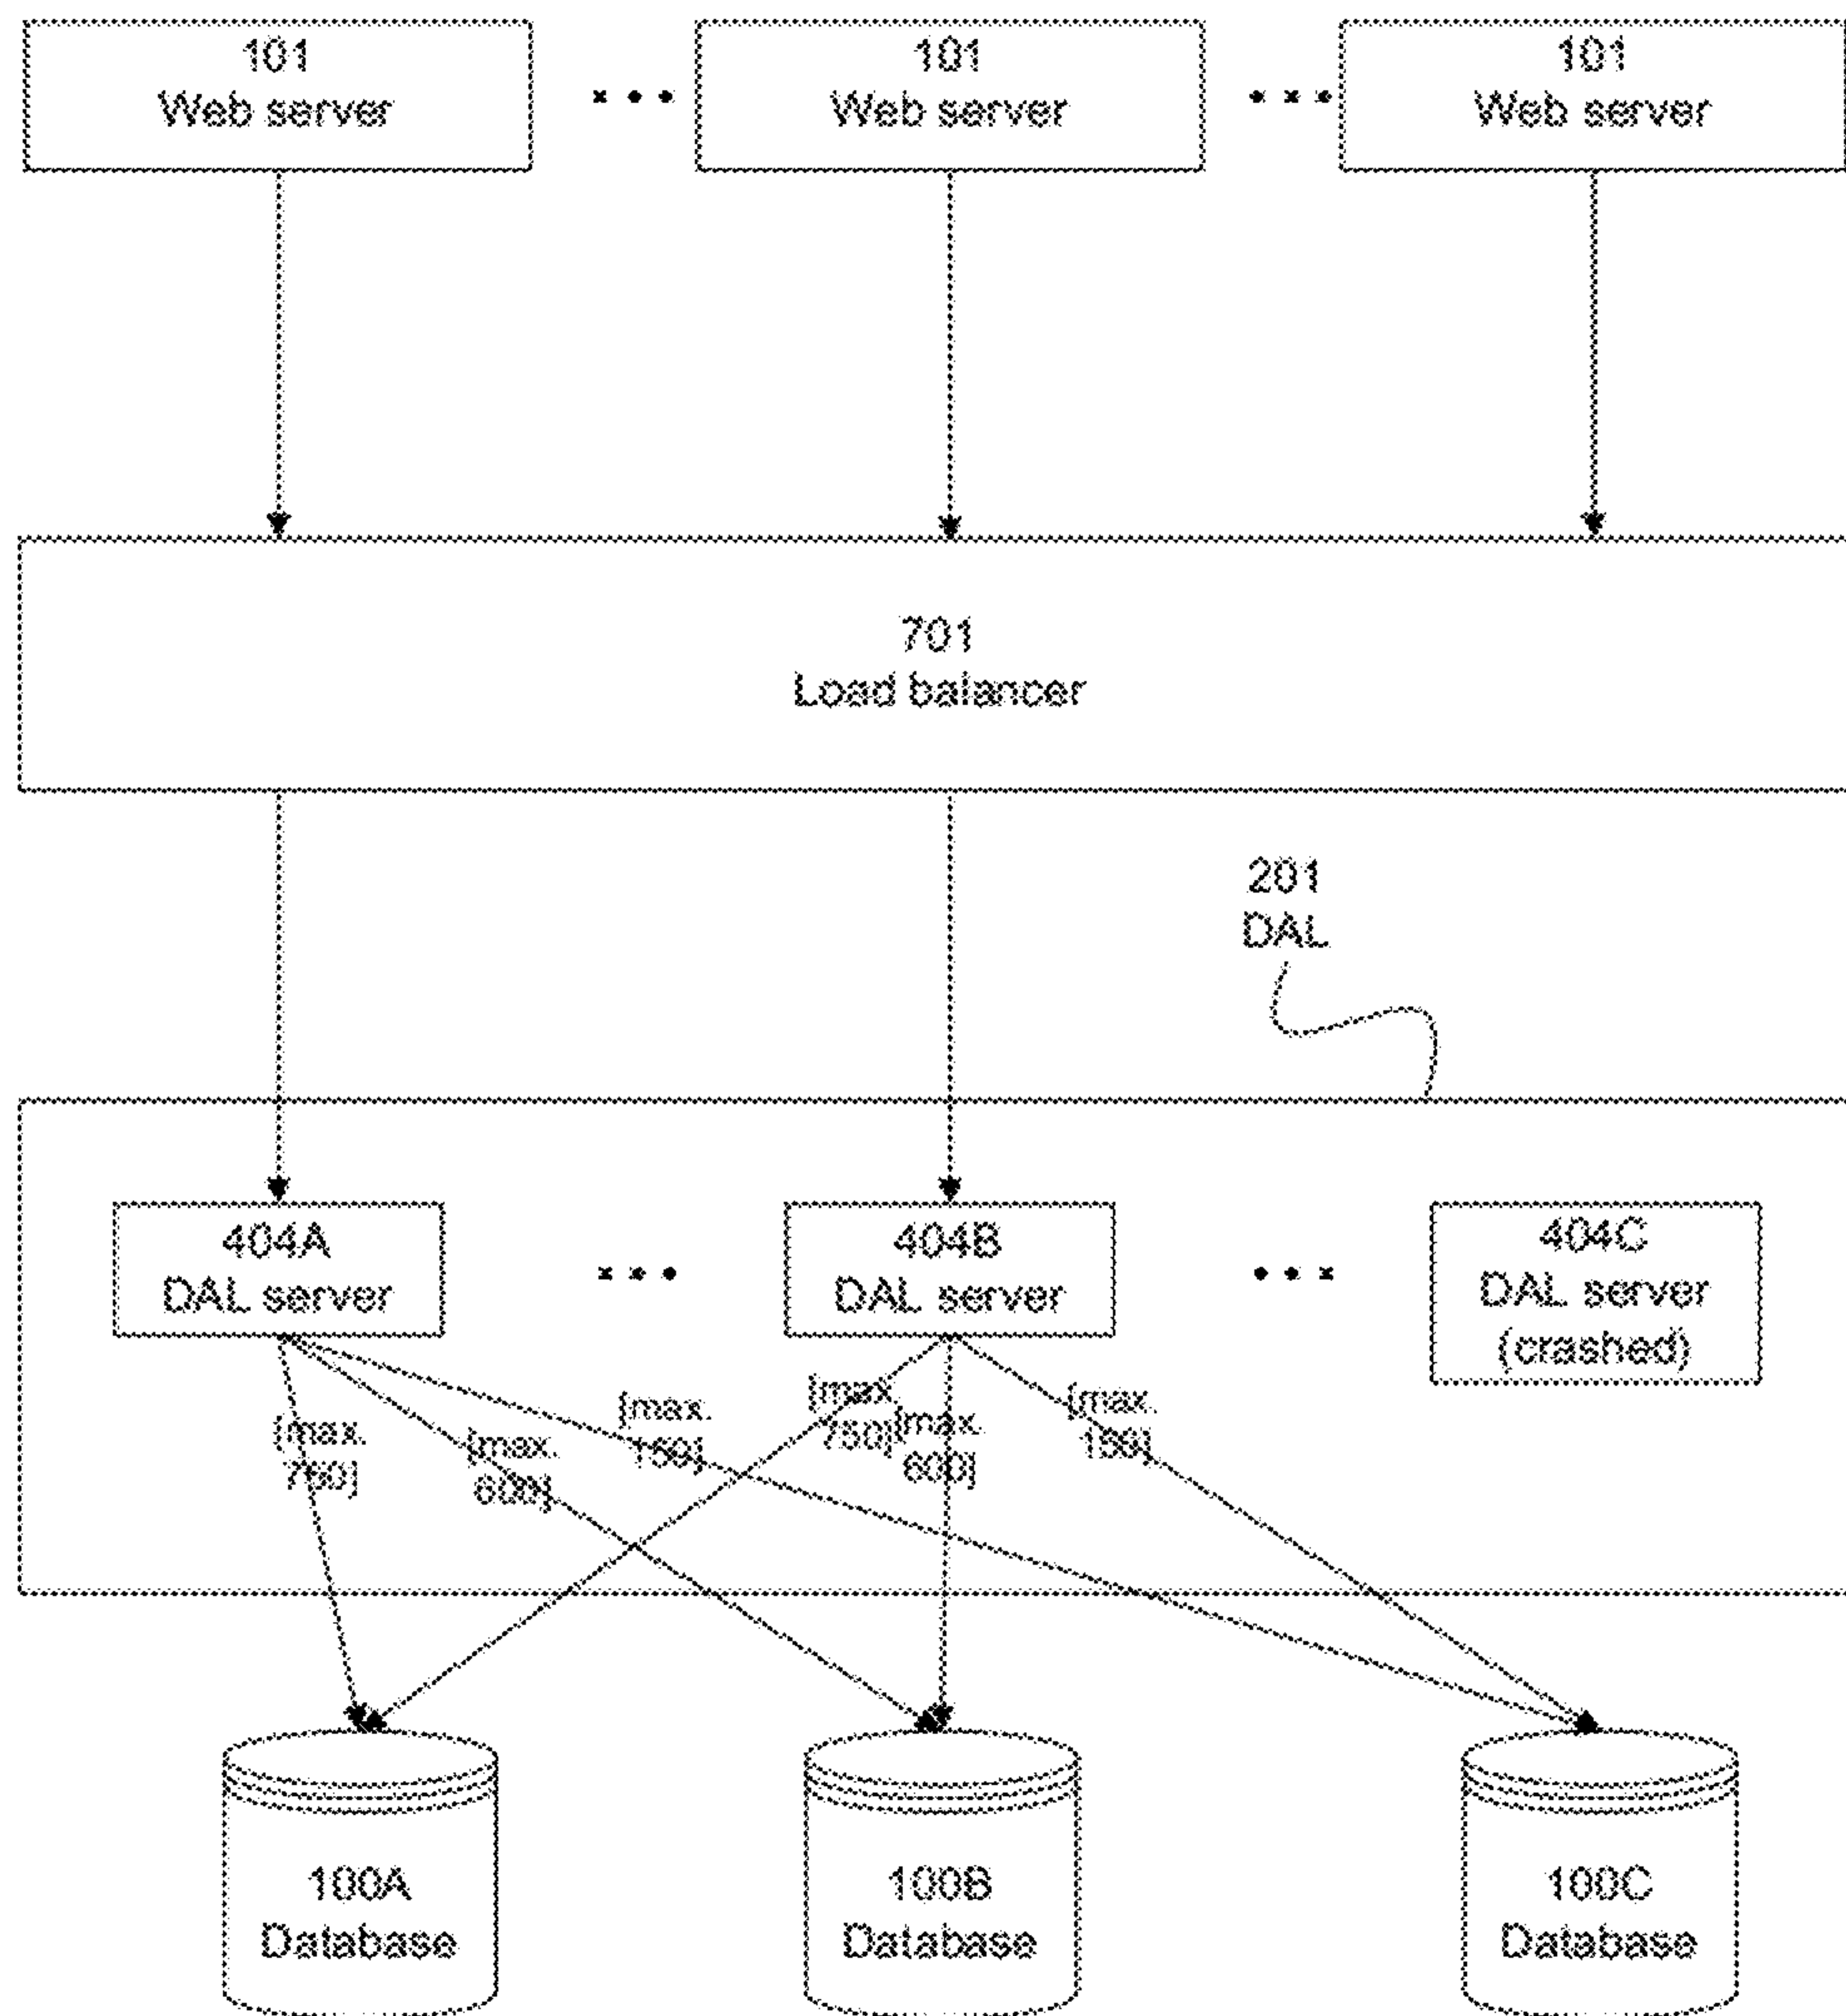 101
Web server
101
Web server
101
Web server
701
Load balancer
201
DAL
404A
DAL server
404B
DAL server
404C
DAL server
(crashed)
[max.
750]
[max.
600]
[max.
150]
[max.
750]
[max.
600]
[max.
150]
100A
Database
100B
Database
100C
Database